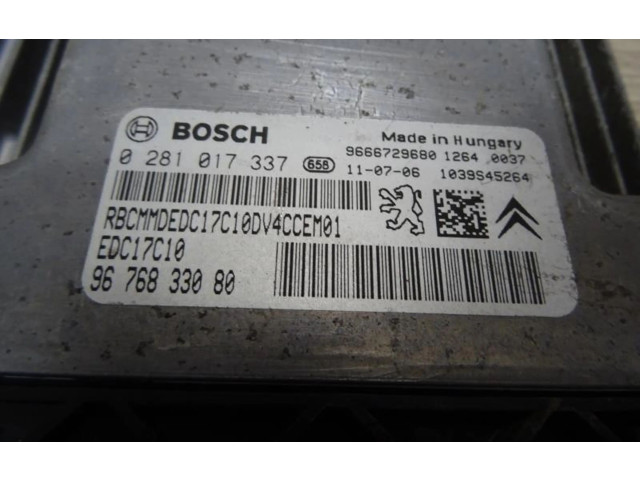 BOSCH
Made in Hungary
0 281 017 337 658
9666729680 1264 0037
11-07-06 1039S45264
RBCMMDEDC17C10DV4CCEM01
EDC17C10
96 768 330 80